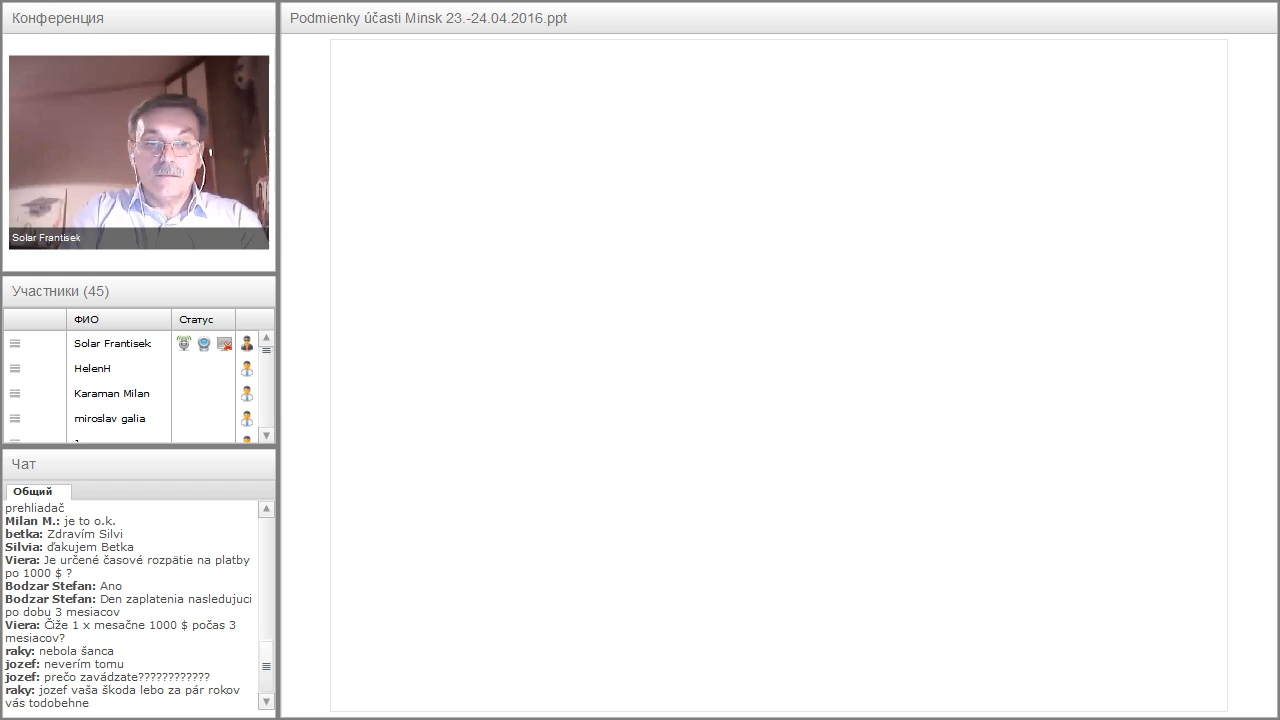 Конференция
Podmienky účasti Minsk 23.-24.04.2016.ppt
Solar Frantisek
Участники (45)
ФИО
Статус
Solar Frantisek
HelenH
Karaman Milan
miroslav galia
Чат
Общий
prehliadač
Milan M.: je to o.k.
betka: Zdravím Silvi
Silvia: ďakujem Betka
Viera: Je určené časové rozpätie na platby
po 1000 $ ?
Bodzar Stefan: Ano
Bodzar Stefan: Den zaplatenia nasledujuci
po dobu 3 mesiacov
Viera: Čiže 1 x mesačne 1000 $ počas 3
mesiacov?
raky: nebola šanca
jozef: neverím tomu
jozef: prečo zavádzate????????????
raky: jozef vaša škoda lebo za pár rokov
vás todobehne